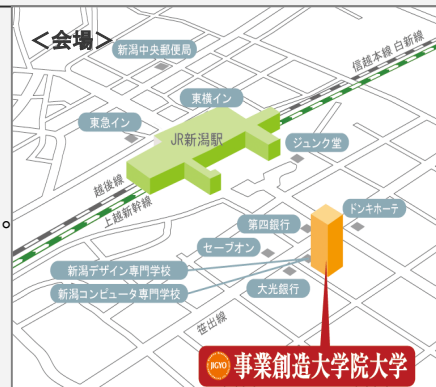 ＜会場＞
新潟中央郵便局
信越本線 白新線
東横イン
東急イン
JR新潟駅
ジュンク堂
越後線
上越新幹線
ドンキホーテ
第四銀行
セーブオン
新潟デザイン専門学校
新潟コンピュータ専門学校
大光銀行
笹出線
JIGYO 事業創造大学院大学
。